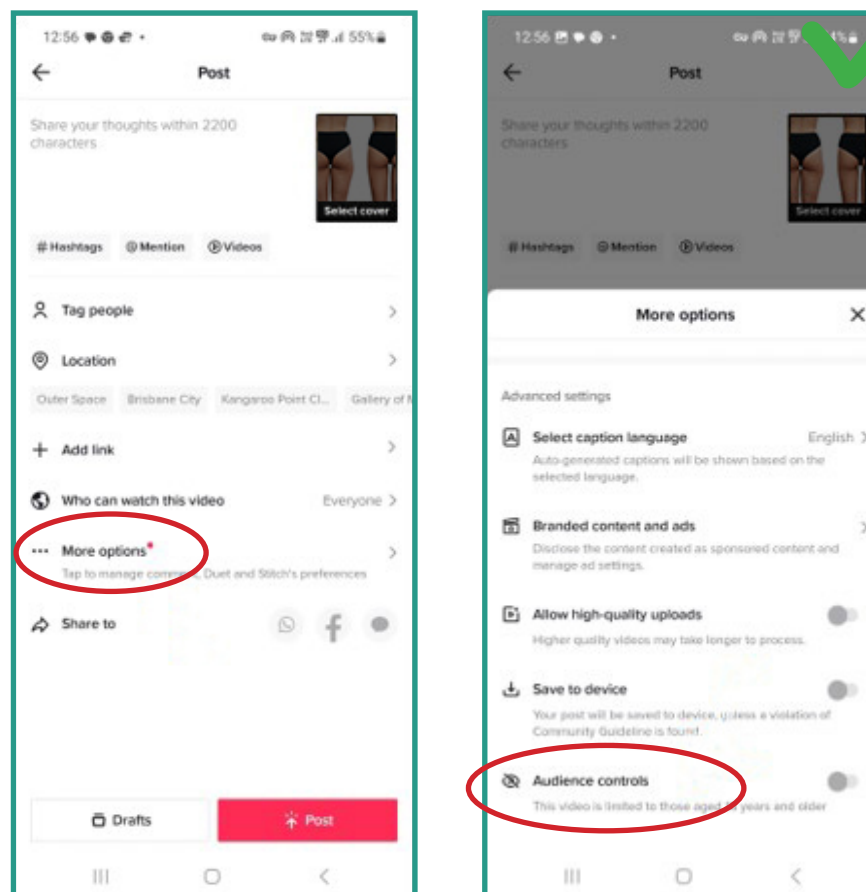 12:56
55%
Post
Share your thoughts within 2200
characters
Select cover
# Hashtags @ Mention Videos
Tag people
Location
Outer Space Brisbane City Kangaroo Point Cl... Gallery of
Add link
Who can watch this video Everyone
More options
Tap to manage comment, Duet and Stitch's preferences
Share to
Drafts Post
12:56
4%
Post
Share your thoughts within 2200
characters
Select cover
# Hashtags @ Mention Videos
More options
Advanced settings
Select caption language English
Auto-generated captions will be shown based on the
selected language.
Branded content and ads
Disclose the content created as sponsored content and
manage ad settings.
Allow high-quality uploads
Higher quality videos may take longer to process.
Save to device
Your post will be saved to device, unless a violation of
Community Guideline is found.
Audience controls
This video is limited to those aged years and older